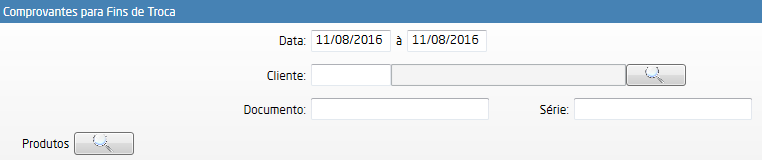 Comprovantes para Fins de Troca
Data: 11/08/2016 à 11/08/2016
Cliente:
Documento: Série:
Produtos